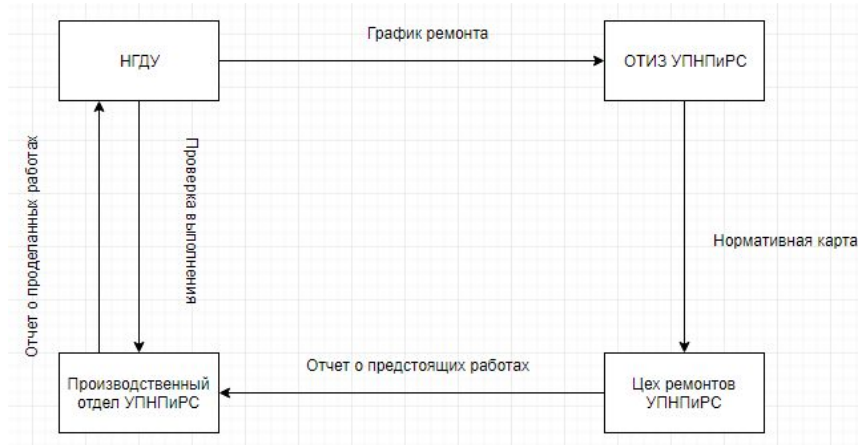 График ремонта
НГДУ
ОТИЗ УПНПиРС
Отчет о проделанных работах
Проверка выполнения
Нормативная карта
Отчет о предстоящих работах
Производственный
отдел УПНПиРС
Цех ремонтов
УПНПиРС